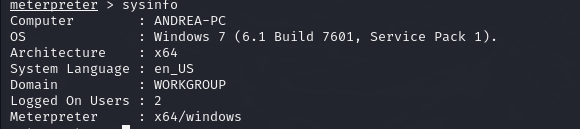 meterpreter > sysinfo
Computer        : ANDREA-PC
OS              : Windows 7 (6.1 Build 7601, Service Pack 1).
Architecture    : x64
System Language : en_US
Domain          : WORKGROUP
Logged On Users : 2
Meterpreter     : x64/windows